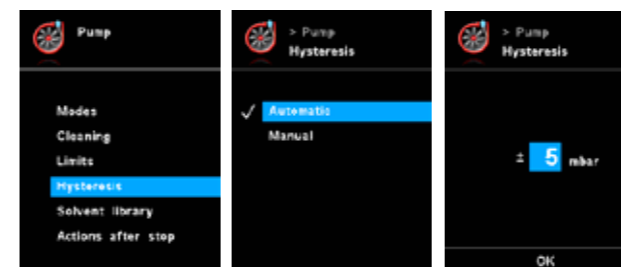 Pump
Modes
Cleaning
Limits
Hysteresis
Solvent library
Actions after stop
> Pump
Hysteresis
Automatic
Manual
> Pump
Hysteresis
± 5 mbar
OK